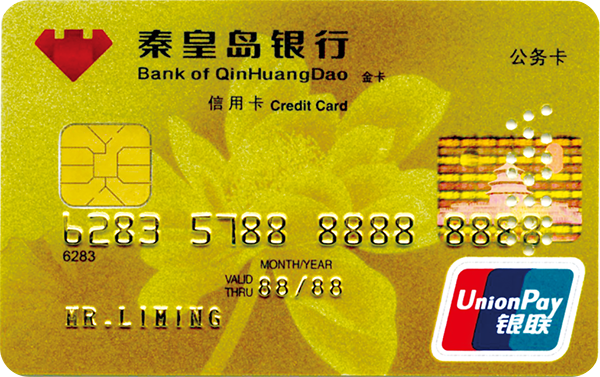 秦皇岛银行
公务卡
Bank of QinHuangDao 金卡
信用卡 Credit Card
6283 5788 8888 8888
6283
MONTH/YEAR
VALID THRU 88/88
MR.LIMING
UnionPay
银联